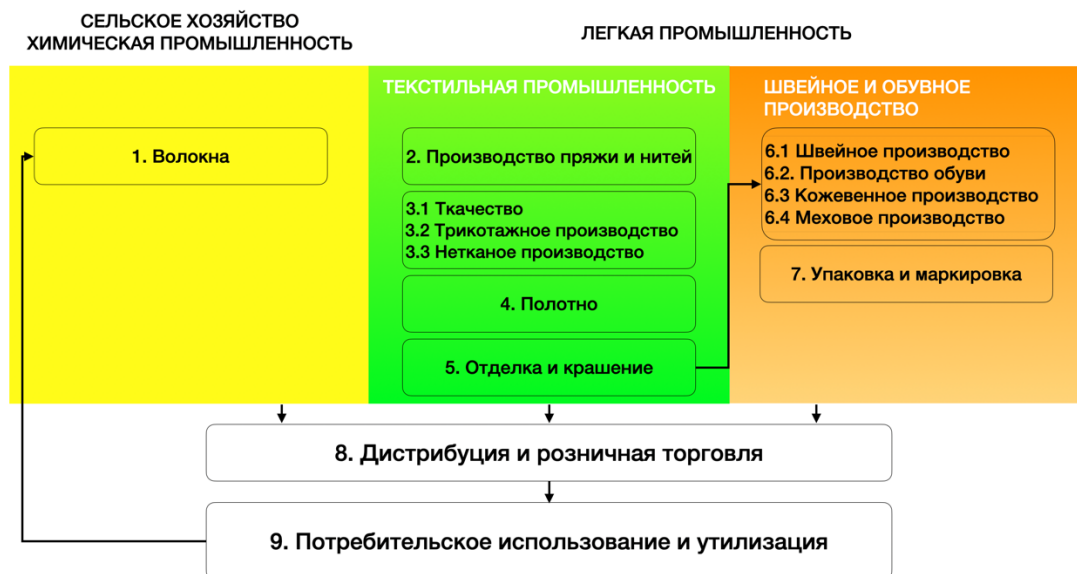 СЕЛЬСКОЕ ХОЗЯЙСТВО
ХИМИЧЕСКАЯ ПРОМЫШЛЕННОСТЬ
ЛЕГКАЯ ПРОМЫШЛЕННОСТЬ
ТЕКСТИЛЬНАЯ ПРОМЫШЛЕННОСТЬ
ШВЕЙНОЕ И ОБУВНОЕ
ПРОИЗВОДСТВО
1. Волокна
2. Производство пряжи и нитей
3.1 Ткачество
3.2 Трикотажное производство
3.3 Нетканое производство
4. Полотно
5. Отделка и крашение
6.1 Швейное производство
6.2. Производство обуви
6.3 Кожевенное производство
6.4 Меховое производство
7. Упаковка и маркировка
8. Дистрибуция и розничная торговля
9. Потребительское использование и утилизация